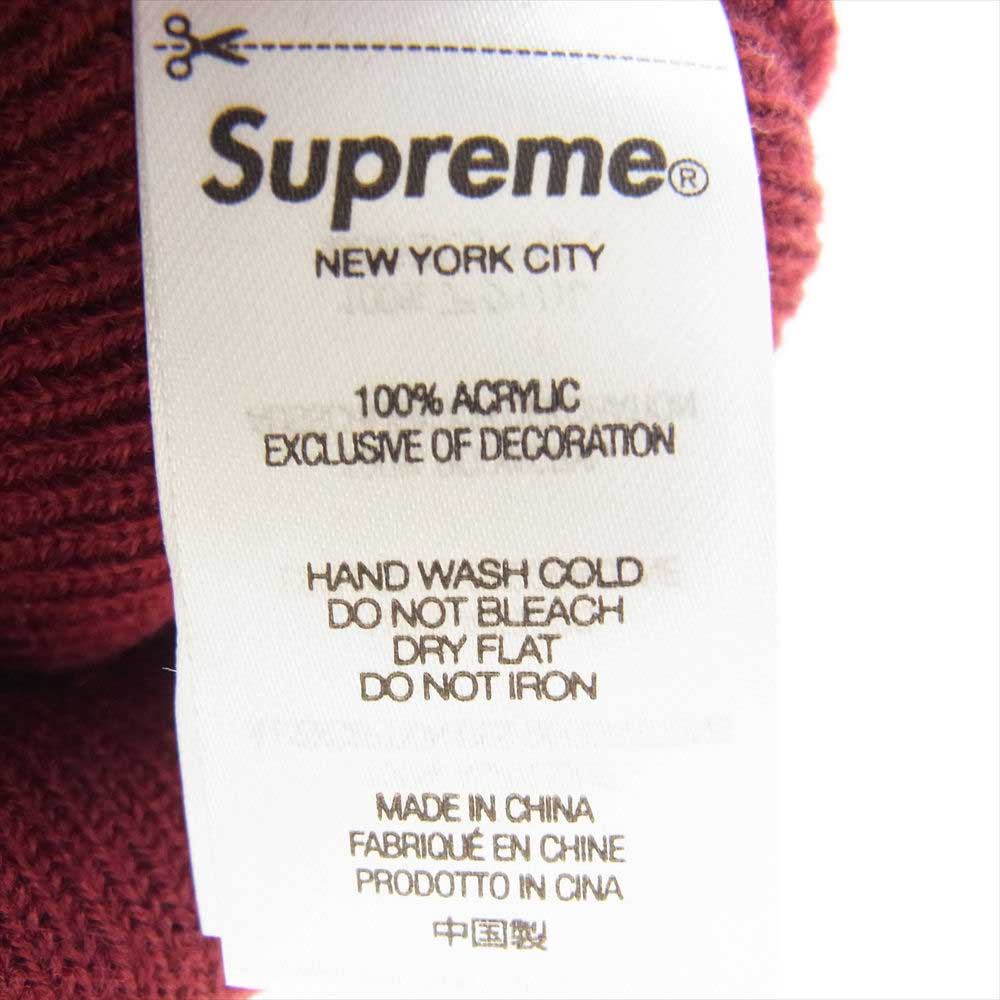 Supreme®
NEW YORK CITY
100% ACRYLIC
EXCLUSIVE OF DECORATION
HAND WASH COLD
DO NOT BLEACH
DRY FLAT
DO NOT IRON
MADE IN CHINA
FABRIQUÉ EN CHINE
PRODOTTO IN CINA
中国製